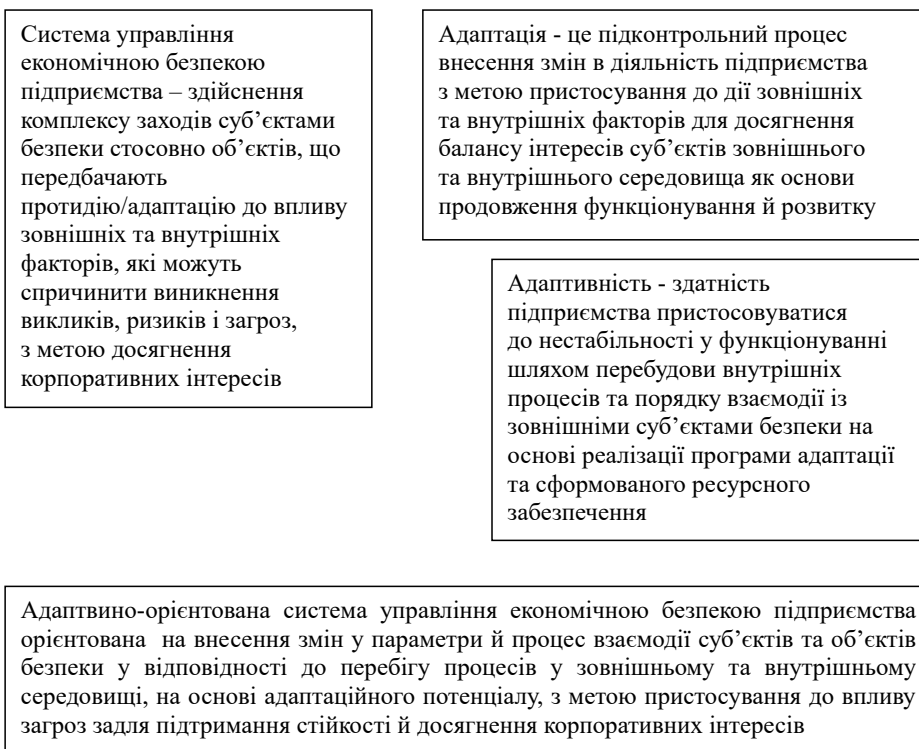 Система управління
економічною безпекою
підприємства – здійснення
комплексу заходів суб’єктами
безпеки стосовно об’єктів, що
передбачають
протидію/адаптацію до впливу
зовнішніх та внутрішніх
факторів, які можуть
спричинити виникнення
викликів, ризиків і загроз,
з метою досягнення
корпоративних інтересів
Адаптація - це підконтрольний процес
внесення змін в діяльність підприємства
з метою пристосування до дії зовнішніх
та внутрішніх факторів для досягнення
балансу інтересів суб’єктів зовнішнього
та внутрішнього середовища як основи
продовження функціонування й розвитку
Адаптивність - здатність
підприємства пристосовуватися
до нестабільності у функціонуванні
шляхом перебудови внутрішніх
процесів та порядку взаємодії із
зовнішніми суб’єктами безпеки на
основі реалізації програми адаптації
та сформованого ресурсного
забезпечення
Адаптвино-орієнтована система управління економічною безпекою підприємства
орієнтована на внесення змін у параметри й процес взаємодії суб’єктів та об’єктів
безпеки у відповідності до перебігу процесів у зовнішньому та внутрішньому
середовищі, на основі адаптаційного потенціалу, з метою пристосування до впливу
загроз задля підтримання стійкості й досягнення корпоративних інтересів